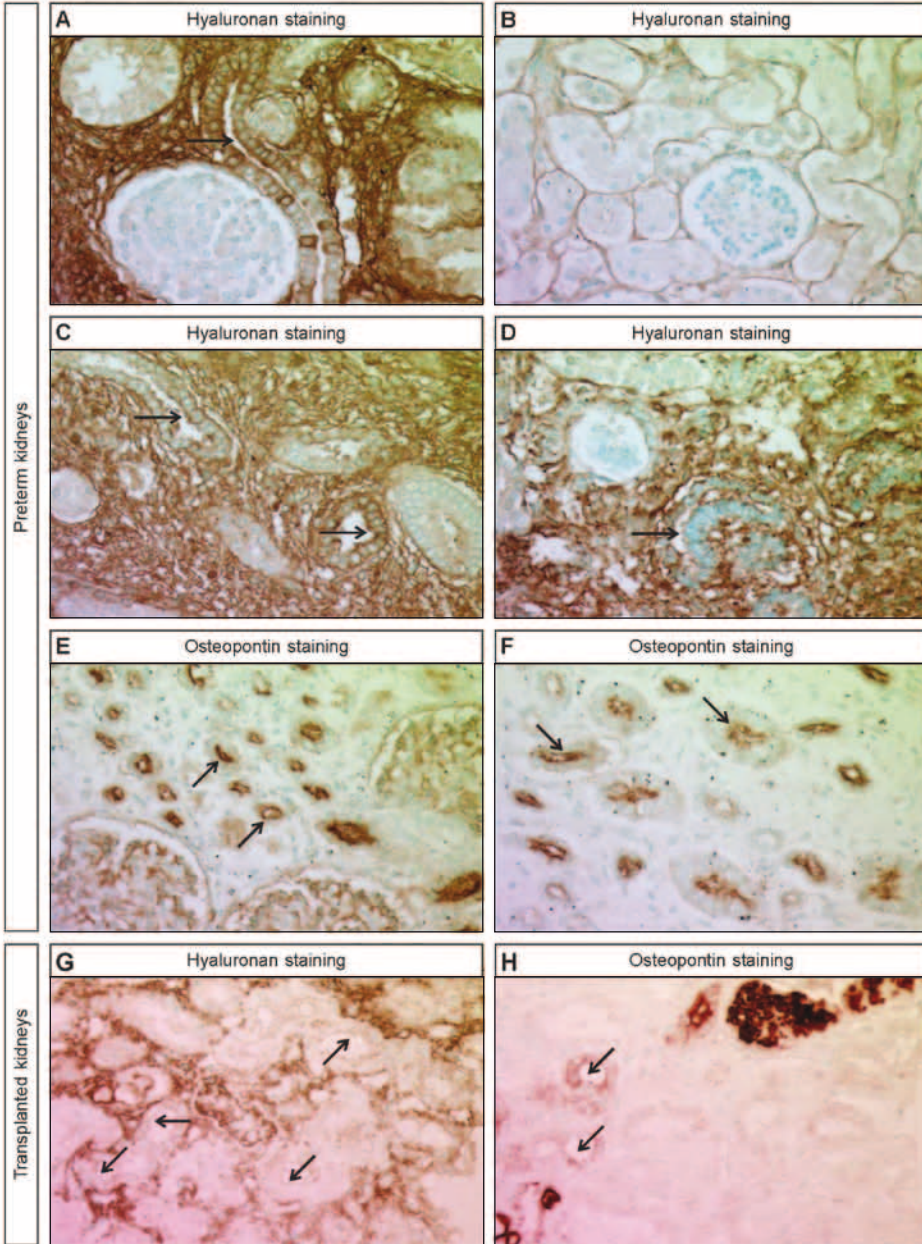 Preterm kidneys
A Hyaluronan staining
B Hyaluronan staining
C Hyaluronan staining
D Hyaluronan staining
E Osteopontin staining
F Osteopontin staining
Transplanted kidneys
G Hyaluronan staining
H Osteopontin staining